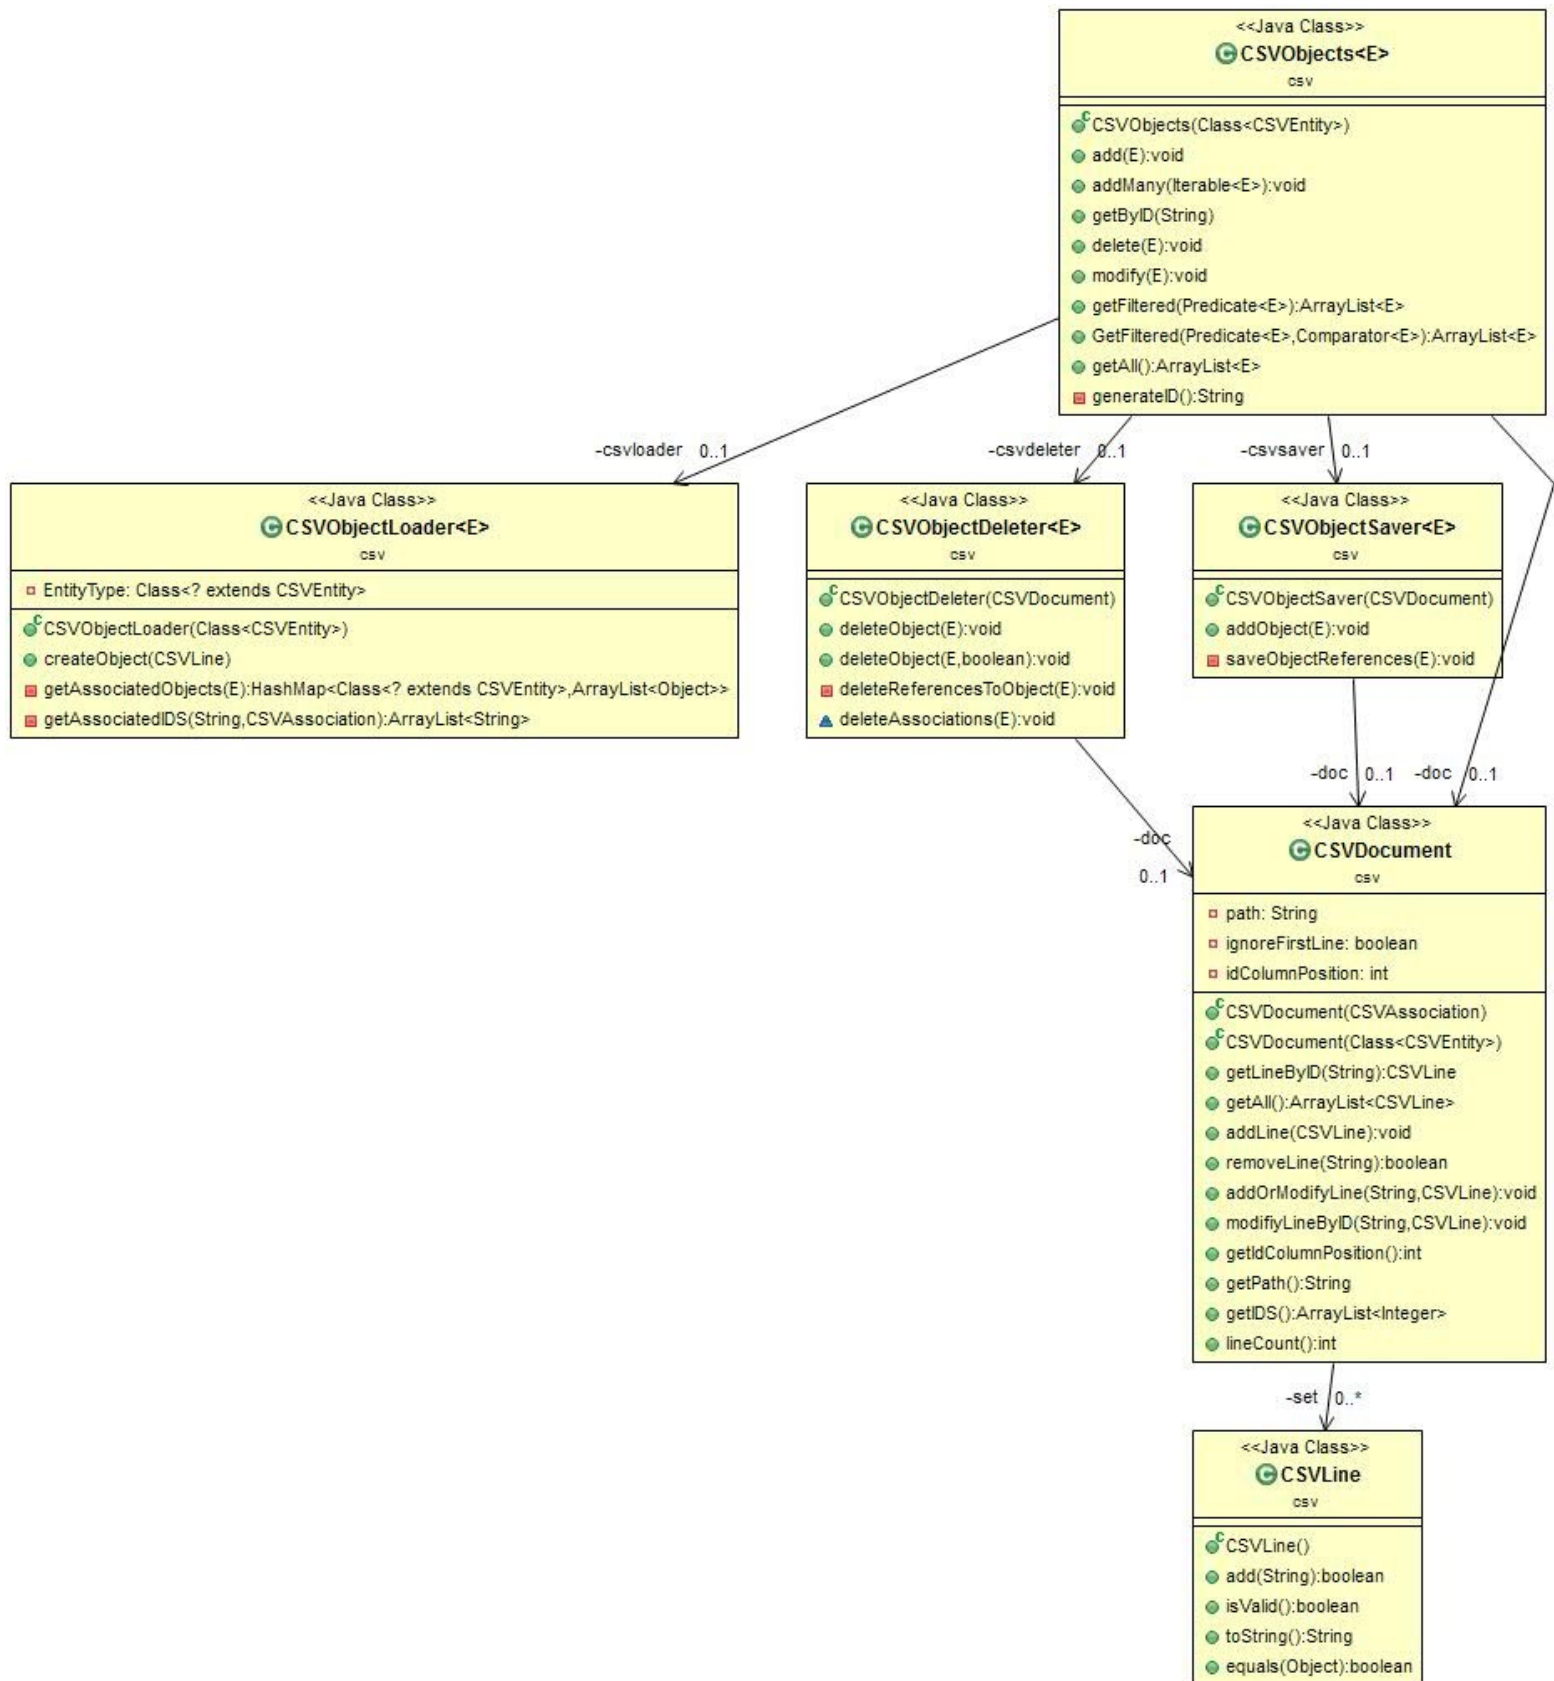 <<Java Class>>
CSVObjects<E>
csv
CSVObjects(Class<CSVEntity>)
add(E):void
addMany(Iterable<E>):void
getByID(String)
delete(E):void
modify(E):void
getFiltered(Predicate<E>):ArrayList<E>
GetFiltered(Predicate<E>,Comparator<E>):ArrayList<E>
getAll():ArrayList<E>
generateID():String
-csvloader 0..1
-csvdeleter 0..1
-csvsaver 0..1
<<Java Class>>
CSVObjectLoader<E>
csv
EntityType: Class<? extends CSVEntity>
CSVObjectLoader(Class<CSVEntity>)
createObject(CSVLine)
getAssociatedObjects(E):HashMap<Class<? extends CSVEntity>,ArrayList<Object>>
getAssociatedIDS(String,CSVAssociation):ArrayList<String>
<<Java Class>>
CSVObjectDeleter<E>
csv
CSVObjectDeleter(CSVDocument)
deleteObject(E):void
deleteObject(E,boolean):void
deleteReferencesToObject(E):void
deleteAssociations(E):void
<<Java Class>>
CSVObjectSaver<E>
csv
CSVObjectSaver(CSVDocument)
addObject(E):void
saveObjectReferences(E):void
-doc 0..1
-doc 0..1
-doc
0..1
<<Java Class>>
CSVDocument
csv
path: String
ignoreFirstLine: boolean
idColumnPosition: int
CSVDocument(CSVAssociation)
CSVDocument(Class<CSVEntity>)
getLineByID(String):CSVLine
getAll():ArrayList<CSVLine>
addLine(CSVLine):void
removeLine(String):boolean
addOrModifyLine(String,CSVLine):void
modifiyLineByID(String,CSVLine):void
getIdColumnPosition():int
getPath():String
getIDS():ArrayList<Integer>
lineCount():int
-set 0..*
<<Java Class>>
CSVLine
csv
CSVLine()
add(String):boolean
isValid():boolean
toString():String
equals(Object):boolean